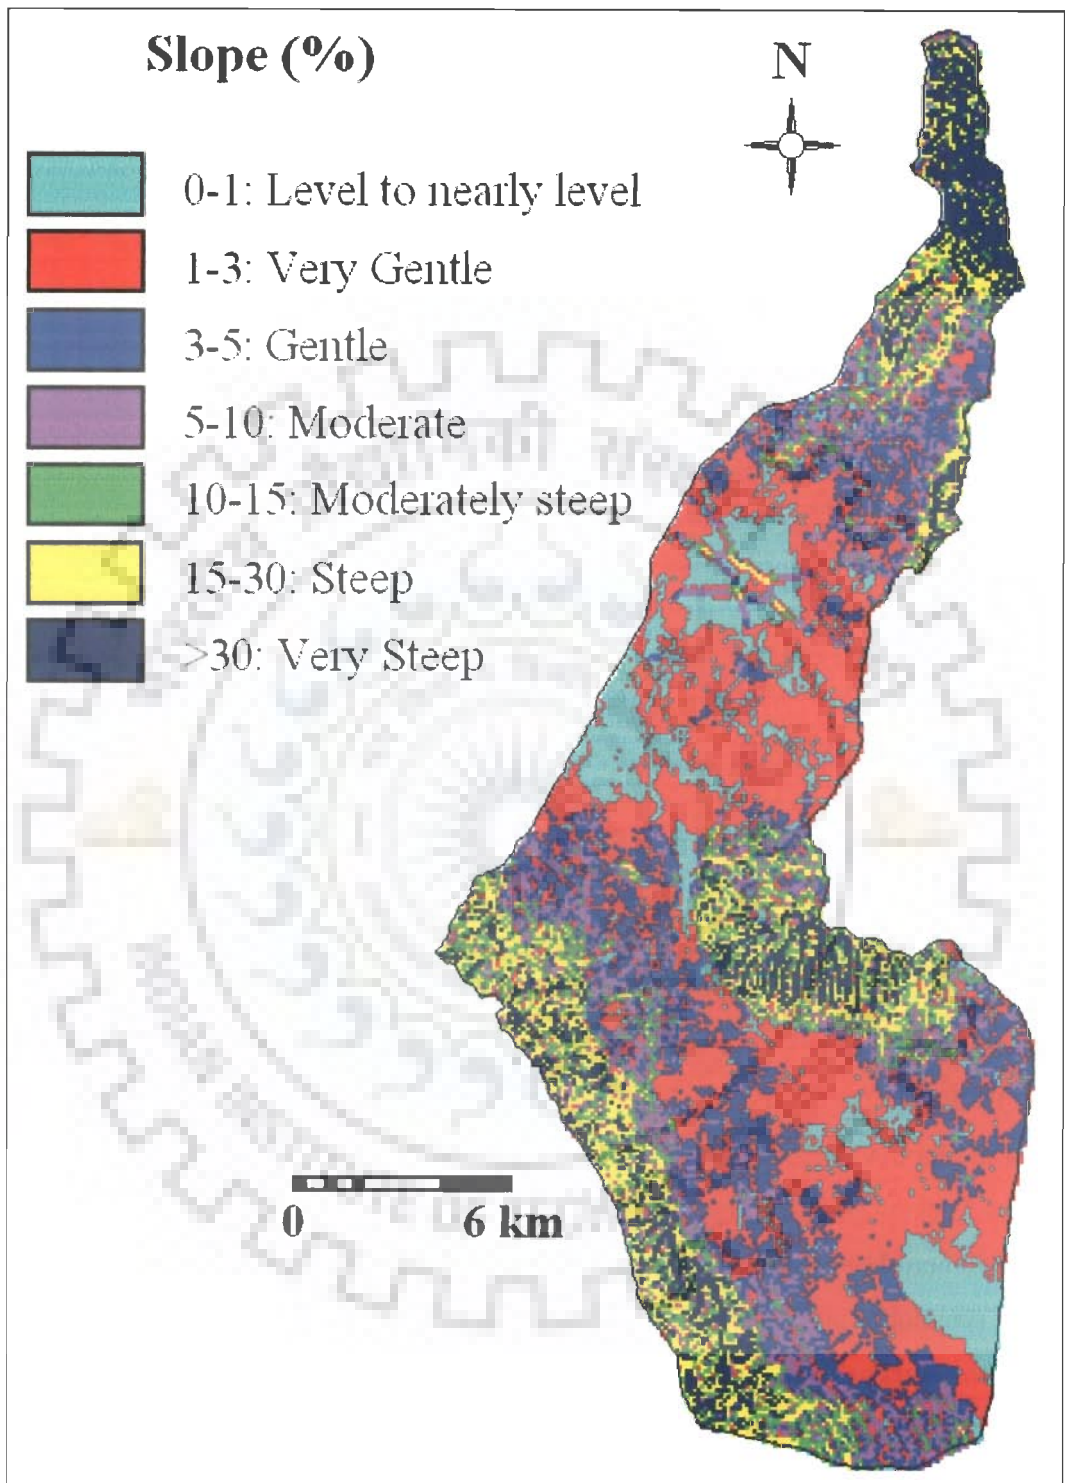 Slope (%)
N
0-1: Level to nearly level
1-3: Very Gentle
3-5: Gentle
5-10: Moderate
10-15: Moderately steep
15-30: Steep
>30: Very Steep
0 6 km